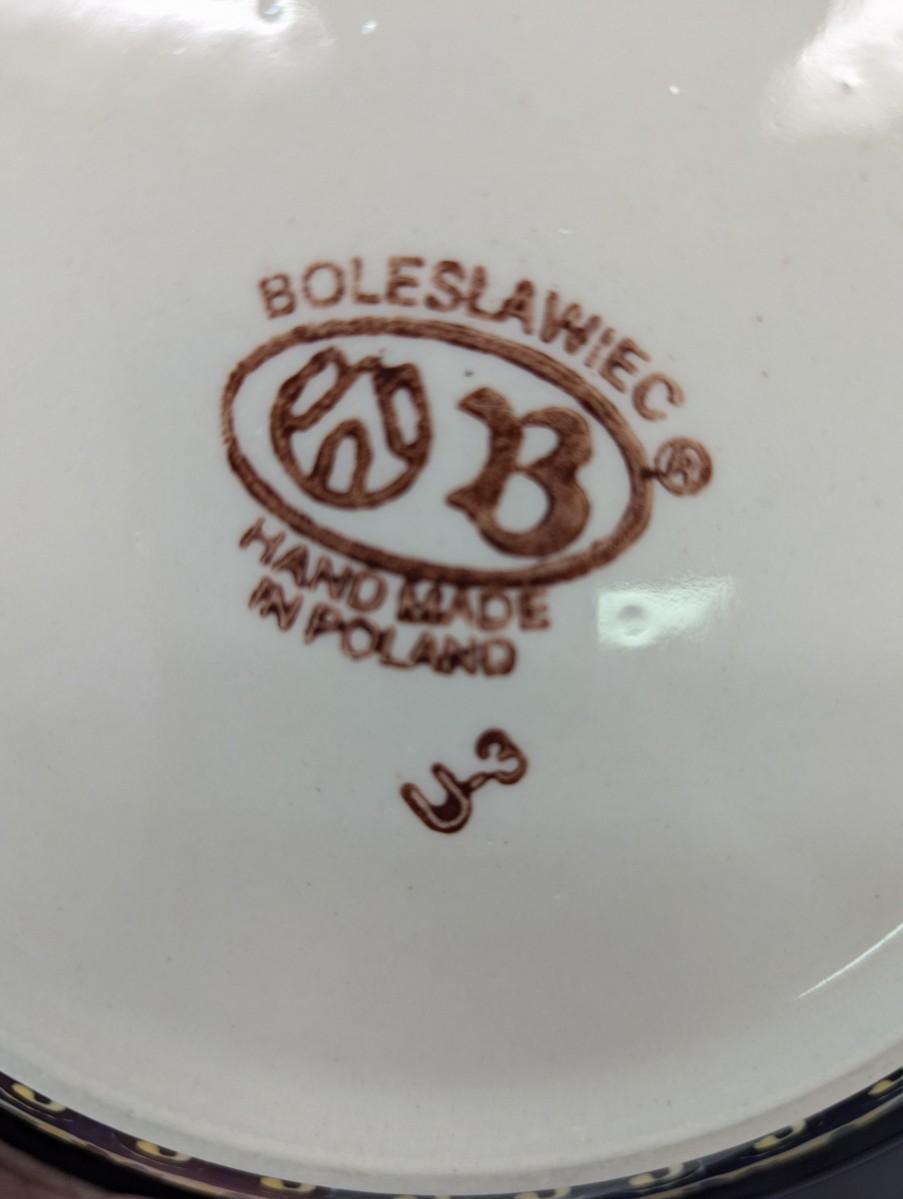 BOLESŁAWIEC
B ®
HAND MADE
IN POLAND
U-3